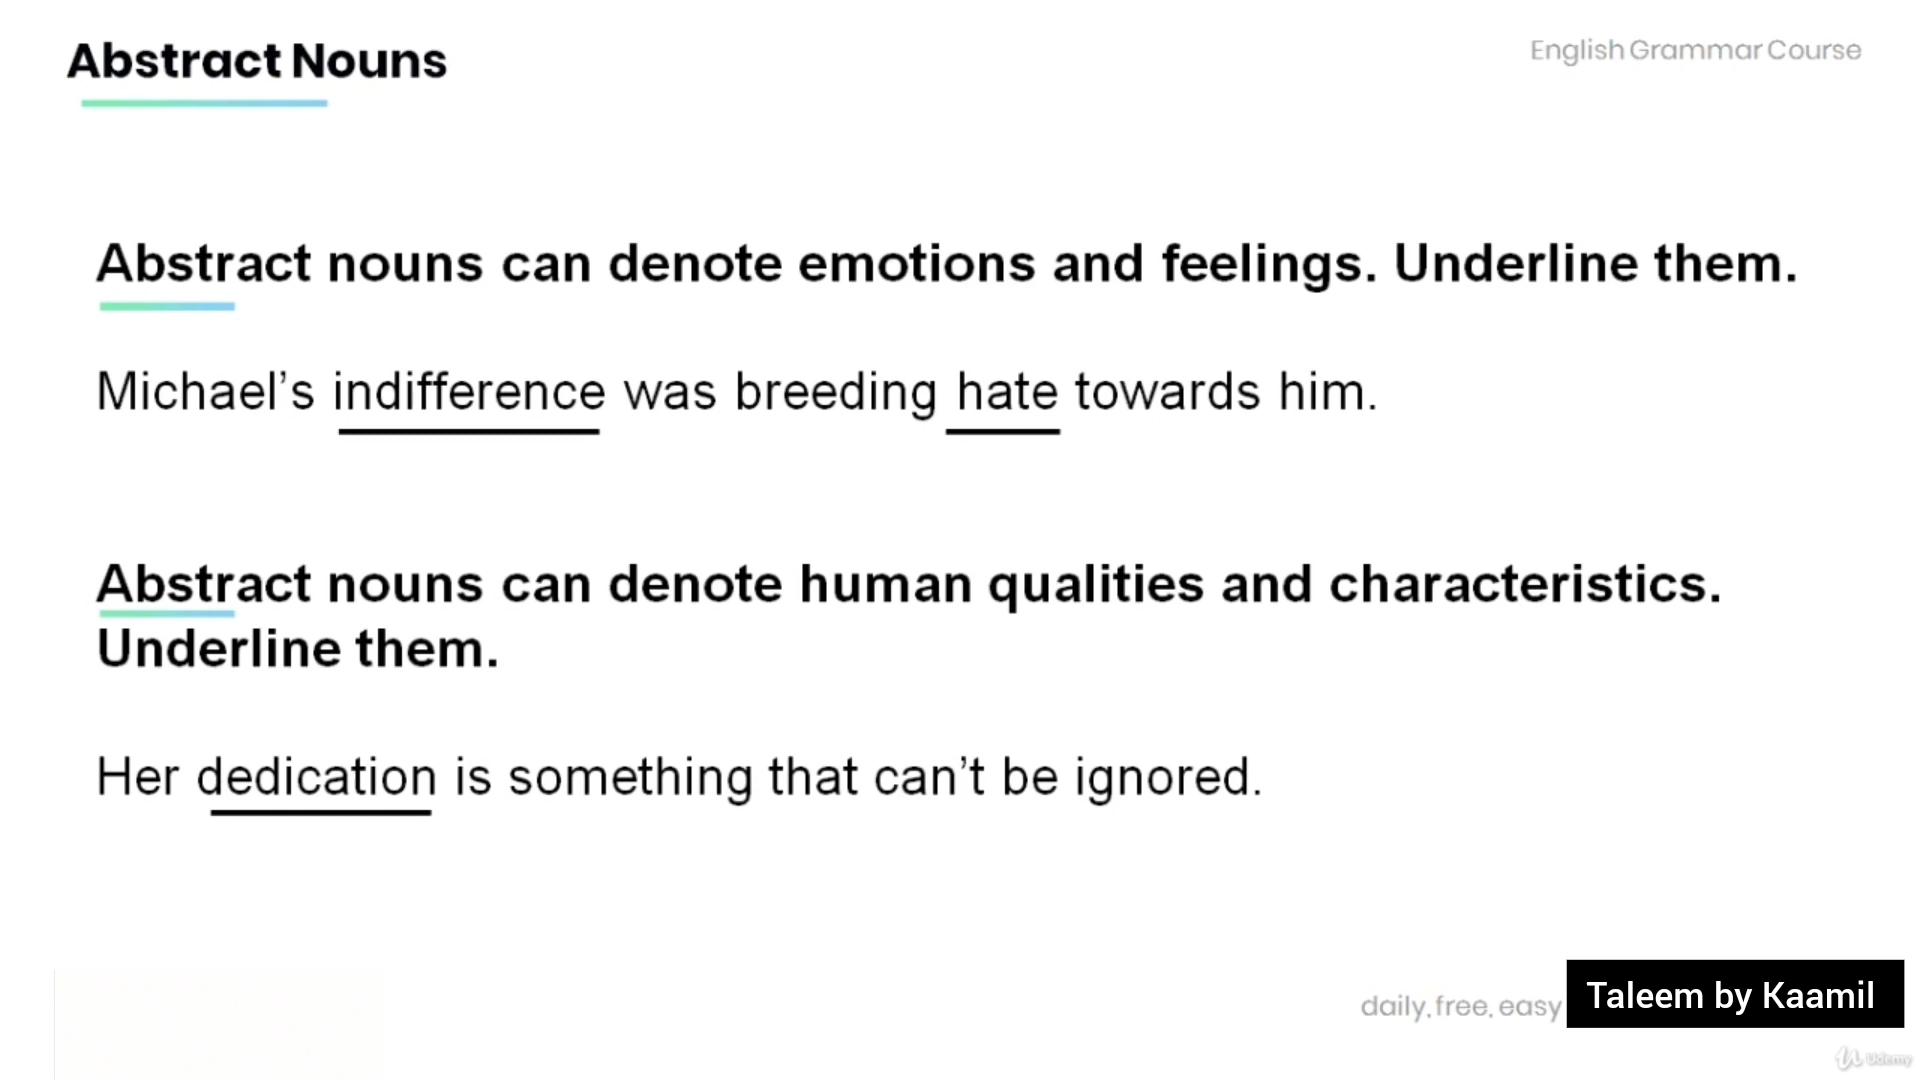 Abstract Nouns
English Grammar Course
Abstract nouns can denote emotions and feelings. Underline them.
Michael’s indifference was breeding hate towards him.
Abstract nouns can denote human qualities and characteristics.
Underline them.
Her dedication is something that can’t be ignored.
daily, free, easy
Taleem by Kaamil
Udemy